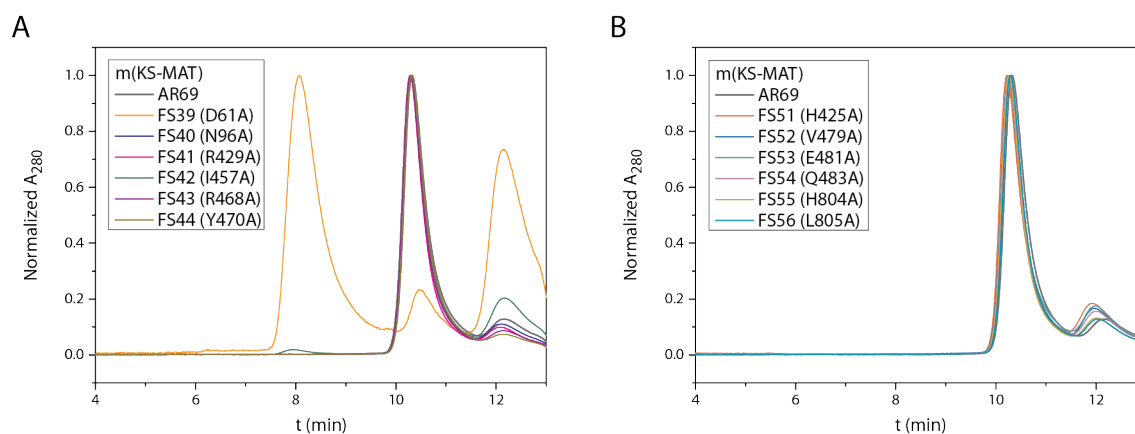 A
Normalized A280
1.0
0.8
0.6
0.4
0.2
0.0
m(KS-MAT)
AR69
FS39 (D61A)
FS40 (N96A)
FS41 (R429A)
FS42 (I457A)
FS43 (R468A)
FS44 (Y470A)
4
6
8
10
12
t (min)
B
Normalized A280
1.0
0.8
0.6
0.4
0.2
0.0
m(KS-MAT)
AR69
FS51 (H425A)
FS52 (V479A)
FS53 (E481A)
FS54 (Q483A)
FS55 (H804A)
FS56 (L805A)
4
6
8
10
12
t (min)